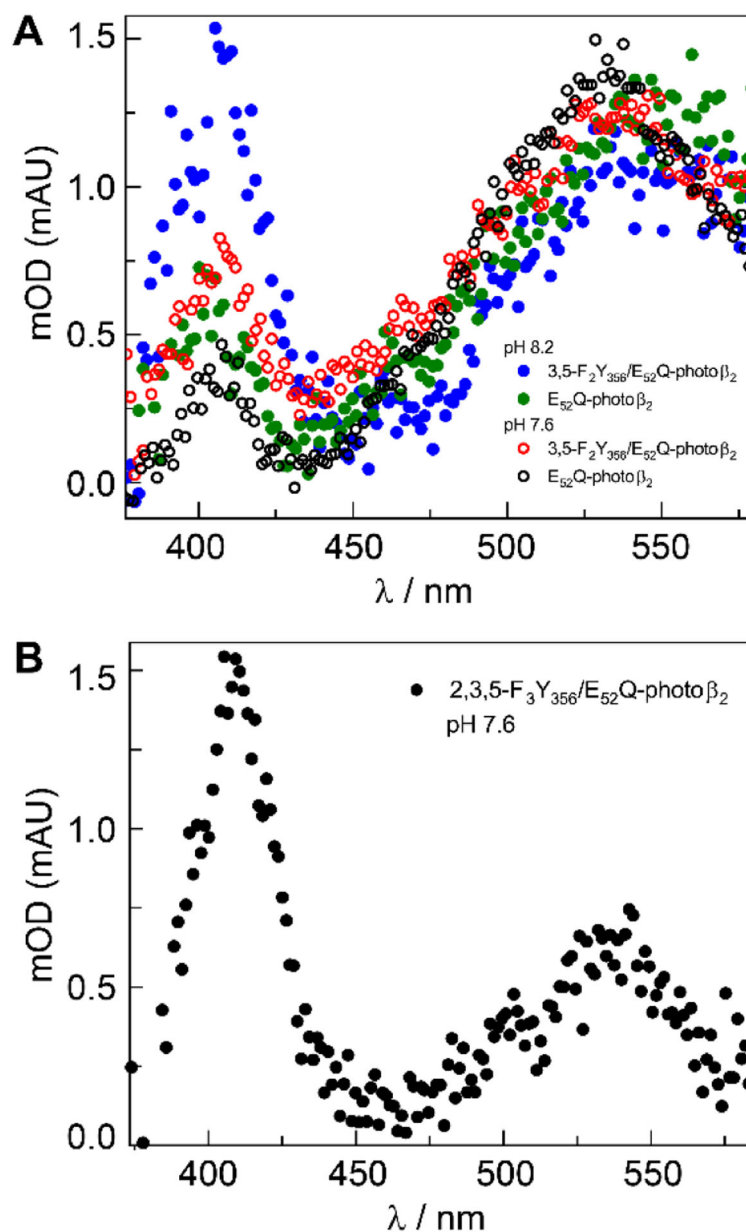 A
1.5
1.0
0.5
0.0
mOD (mAU)
pH 8.2
3,5-F₂Y₃₅₆/E₅₂Q-photoβ₂
E₅₂Q-photoβ₂
pH 7.6
3,5-F₂Y₃₅₆/E₅₂Q-photoβ₂
E₅₂Q-photoβ₂
400 450 500 550
λ / nm
B
1.5
1.0
0.5
0.0
mOD (mAU)
2,3,5-F₃Y₃₅₆/E₅₂Q-photoβ₂
pH 7.6
400 450 500 550
λ / nm